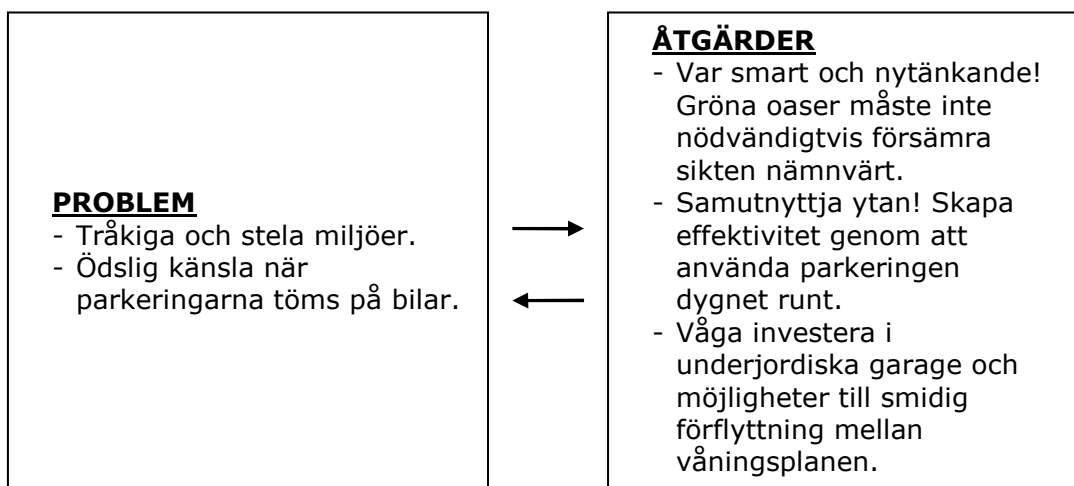 PROBLEM
- Tråkiga och stela miljöer.
- Ödslig känsla när
parkeringarna töms på bilar.
ÅTGÄRDER
- Var smart och nytänkande!
Gröna oaser måste inte
nödvändigtvis försämra
sikten nämnvärt.
- Samutnyttja ytan! Skapa
effektivitet genom att
använda parkeringen
dygnet runt.
- Våga investera i
underjordiska garage och
möjligheter till smidig
förflyttning mellan
våningsplanen.